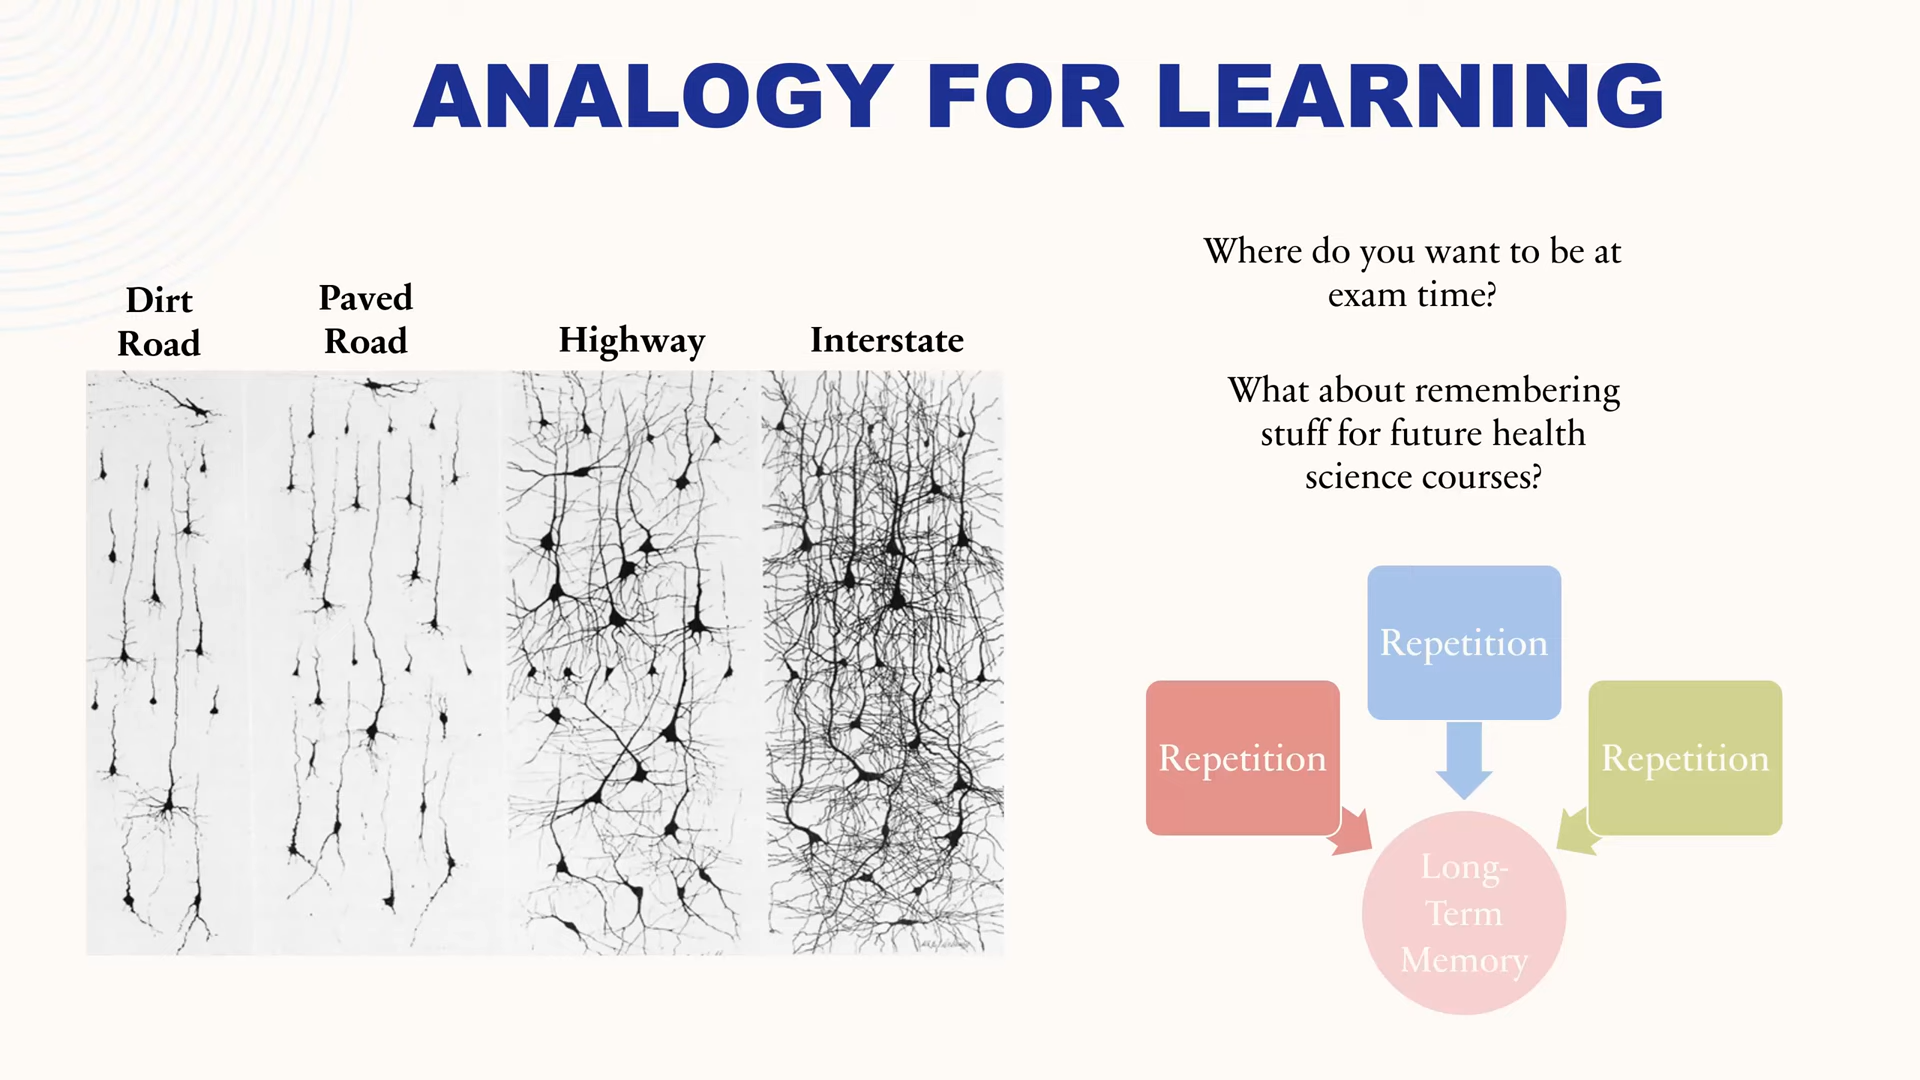 ANALOGY FOR LEARNING
Dirt
Road
Paved
Road
Highway
Interstate
Where do you want to be at
exam time?
What about remembering
stuff for future health
science courses?
Repetition
Repetition
Repetition
Long-
Term
Memory